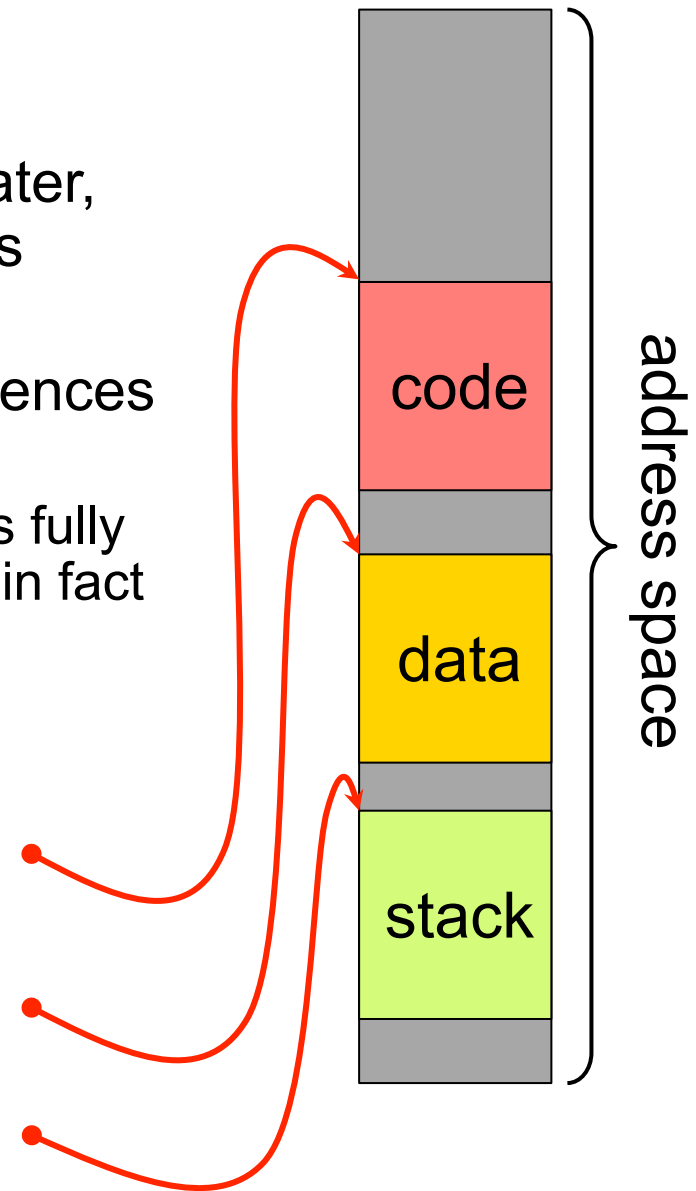 ater,
s
ences
s fully
in fact
code
data
stack
address space